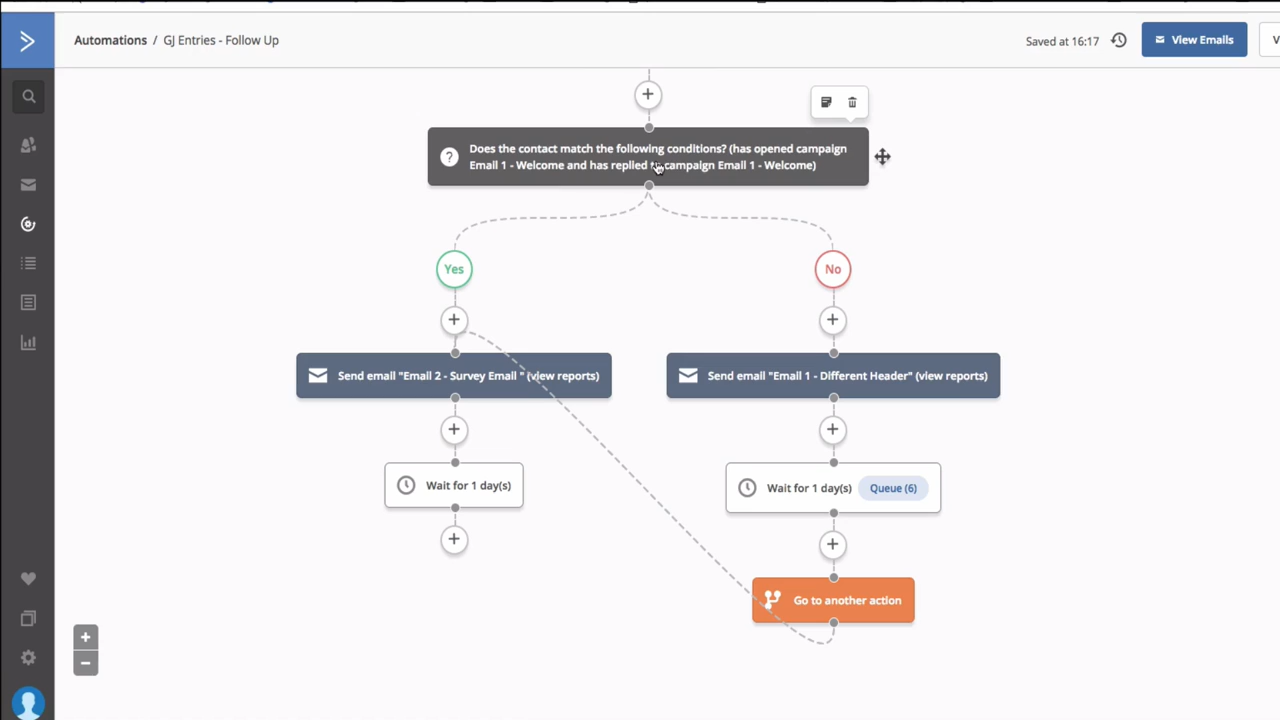 Automations / GJ Entries - Follow Up
Saved at 16:17
View Emails
V
Does the contact match the following conditions? (has opened campaign
Email 1 - Welcome and has replied to campaign Email 1 - Welcome)
Yes
No
Send email "Email 2 - Survey Email " (view reports)
Send email "Email 1 - Different Header" (view reports)
Wait for 1 day(s)
Wait for 1 day(s) Queue (6)
Go to another action